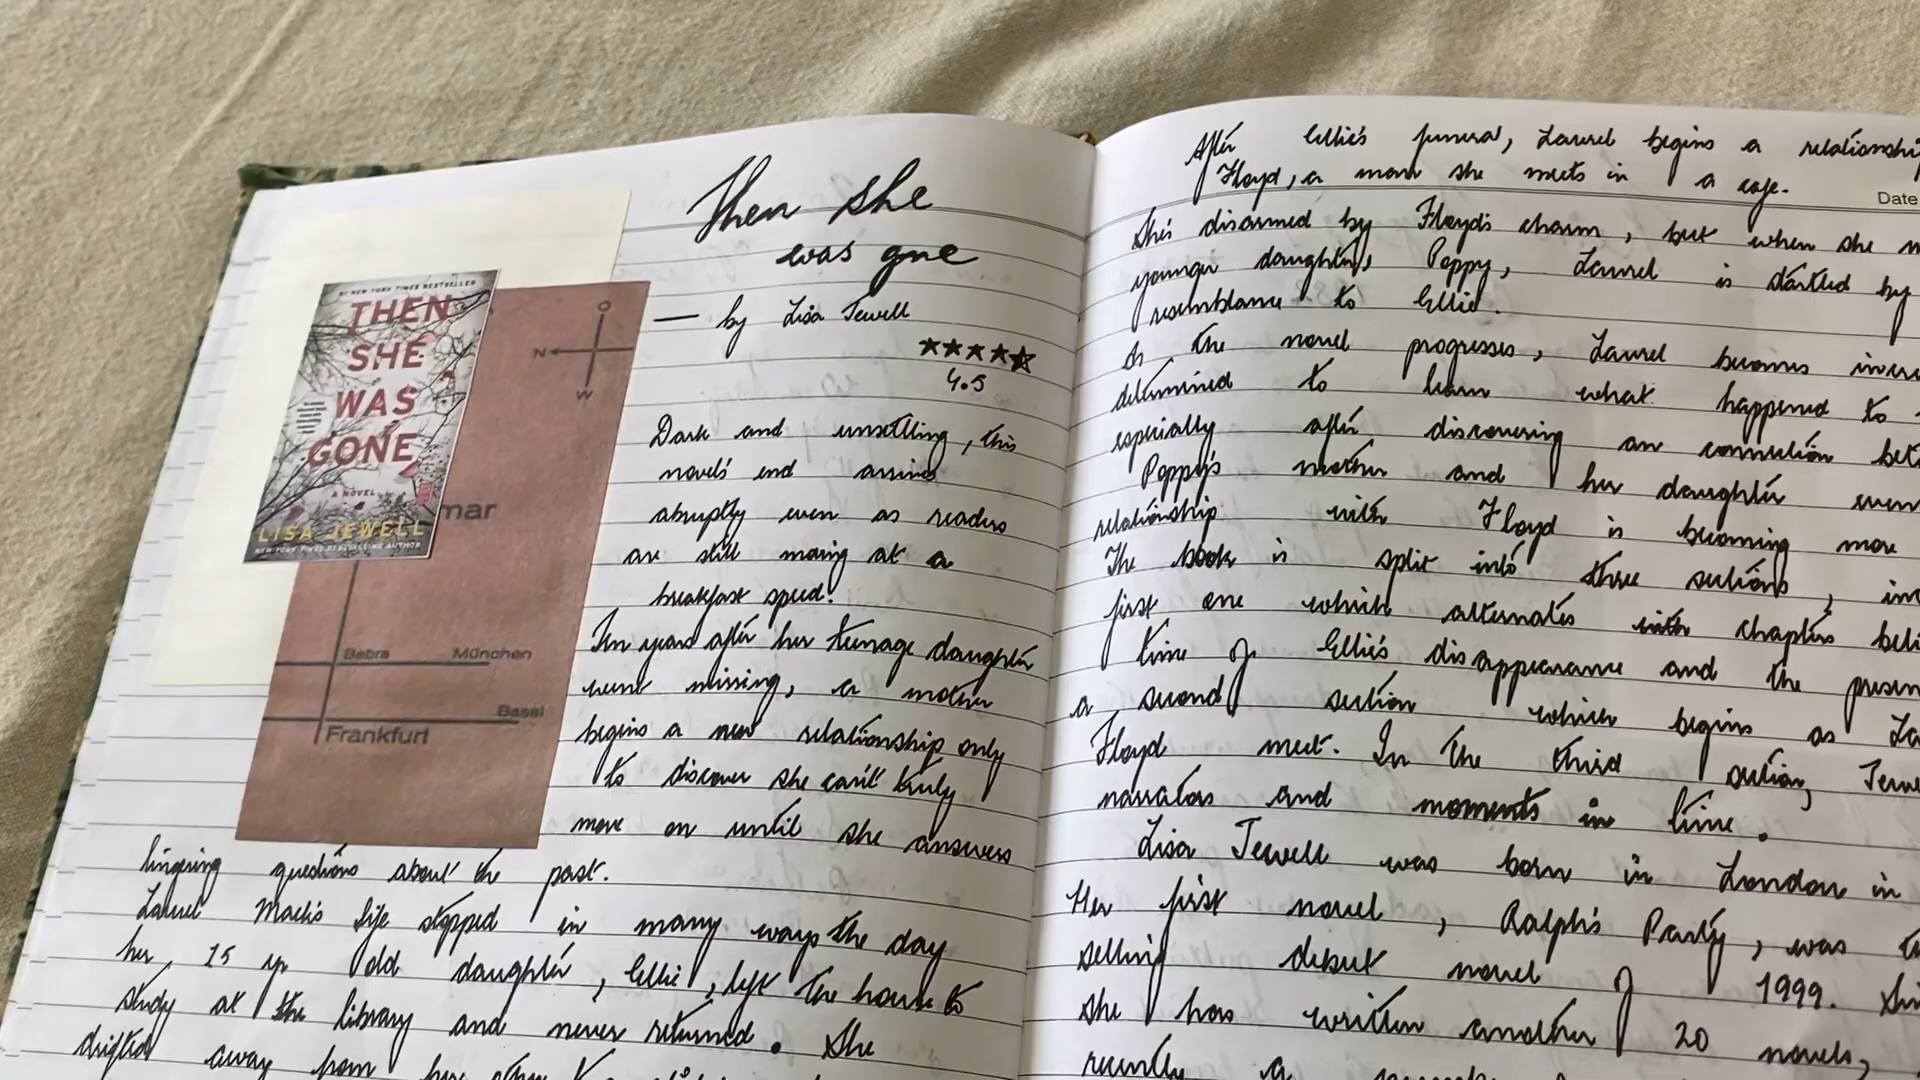 Then she
was gone
— by Lisa Jewell
4.5
#1 NEW YORK TIMES BESTSELLER
THEN
SHE
WAS
GONE
A NOVEL
LISA JEWELL
NEW YORK TIMES BESTSELLING AUTHOR
O
N
W
mar
Bebra München
Basel
Frankfurt
Dark and unsettling, this
novel's end arrives
abruptly even as readers
are still moving at a
breakfast speed.
Ten years after her teenage daughter
went missing, a mother
begins a new relationship only
to discover she can't truly
move on until she answers
lingering questions about the past.
Laurel Mack's life stopped in many ways the day
her 15 yr old daughter, Ellie, left the house to
study at the library and never returned. She
drifted away from her other
After Ellie's funeral, Laurel begins a relationship
Floyd, a man she meets in a cafe.
Date
She's disarmed by Floyd's charm, but when she
younger daughter, Poppy, Laurel is startled by
resemblance to Ellie.
As the novel progresses, Laurel becomes
determined to learn what happened to
especially after discovering an connection
Poppy's mother and her daughter
relationship with Floyd is becoming more
The book is split into three sections,
first one which alternates with chapters
time of Ellie's disappearance and the
a second section which begins as
Floyd meet. In the third section,
narrators and moments in time.
Lisa Jewell was born in London in
Her first novel, Ralph's Party, was
selling debut novel of 1999.
she has written another 20 novels,
recently a